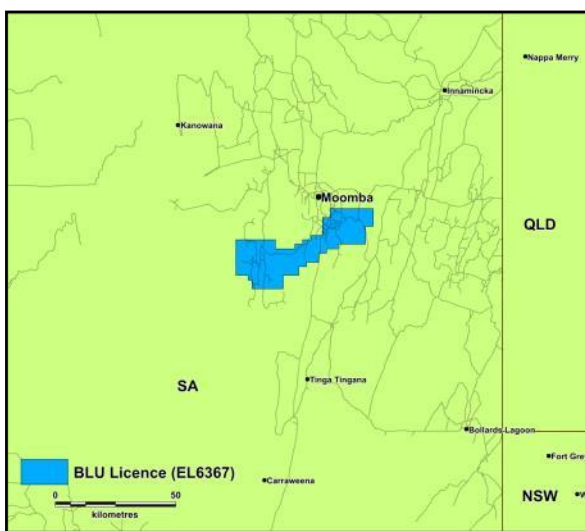 Nappa Merry
Innamincka
Kanowana
Moomba
QLD
SA
Tinga Tingana
Bollards Lagoon
Fort Gre
BLU Licence (EL6367)
Carraweena
0 50
kilometres
NSW
W